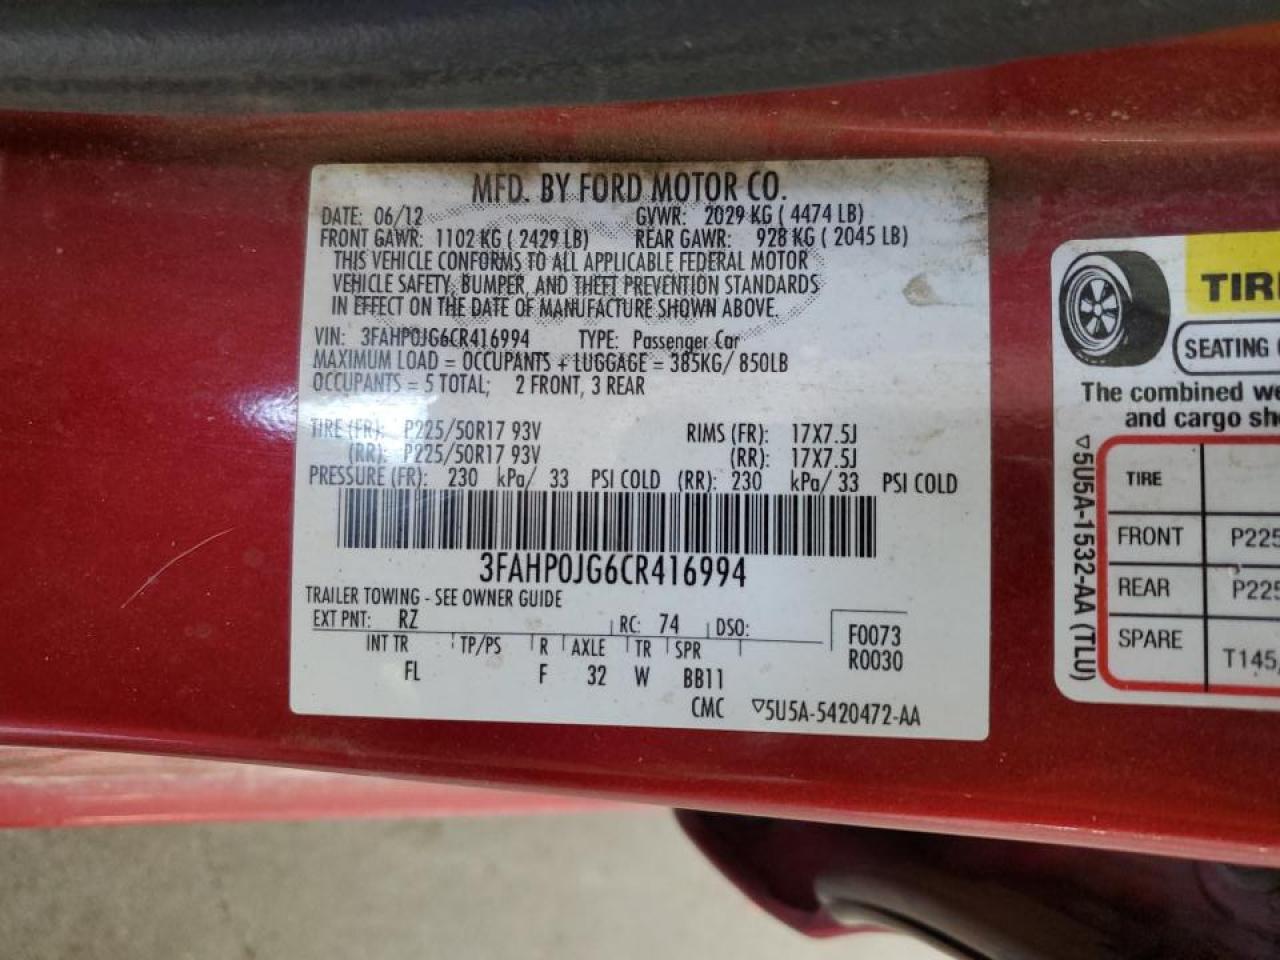 MFD. BY FORD MOTOR CO.
DATE: 06/12 GVWR: 2029 KG ( 4474 LB)
FRONT GAWR: 1102 KG ( 2429 LB) REAR GAWR: 928 KG ( 2045 LB)
THIS VEHICLE CONFORMS TO ALL APPLICABLE FEDERAL MOTOR
VEHICLE SAFETY, BUMPER, AND THEFT PREVENTION STANDARDS
IN EFFECT ON THE DATE OF MANUFACTURE SHOWN ABOVE.
VIN: 3FAHP0JG6CR416994 TYPE: Passenger Car
MAXIMUM LOAD = OCCUPANTS + LUGGAGE = 385KG/ 850LB
OCCUPANTS = 5 TOTAL; 2 FRONT, 3 REAR
TIRE (FR): P225/50R17 93V RIMS (FR): 17X7.5J
(RR): P225/50R17 93V (RR): 17X7.5J
PRESSURE (FR): 230 kPa/ 33 PSI COLD (RR): 230 kPa/ 33 PSI COLD
3FAHP0JG6CR416994
TRAILER TOWING - SEE OWNER GUIDE
EXT PNT: RZ RC: 74 DSO:
INT TR TP/PS R AXLE TR SPR
FL F 32 W BB11
F0073
R0030
CMC ▽5U5A-5420472-AA
TIRE
SEATING
The combined we
and cargo sh
TIRE
FRONT P225
REAR P225
SPARE T145/
▽5U5A-1532-AA (TLU)